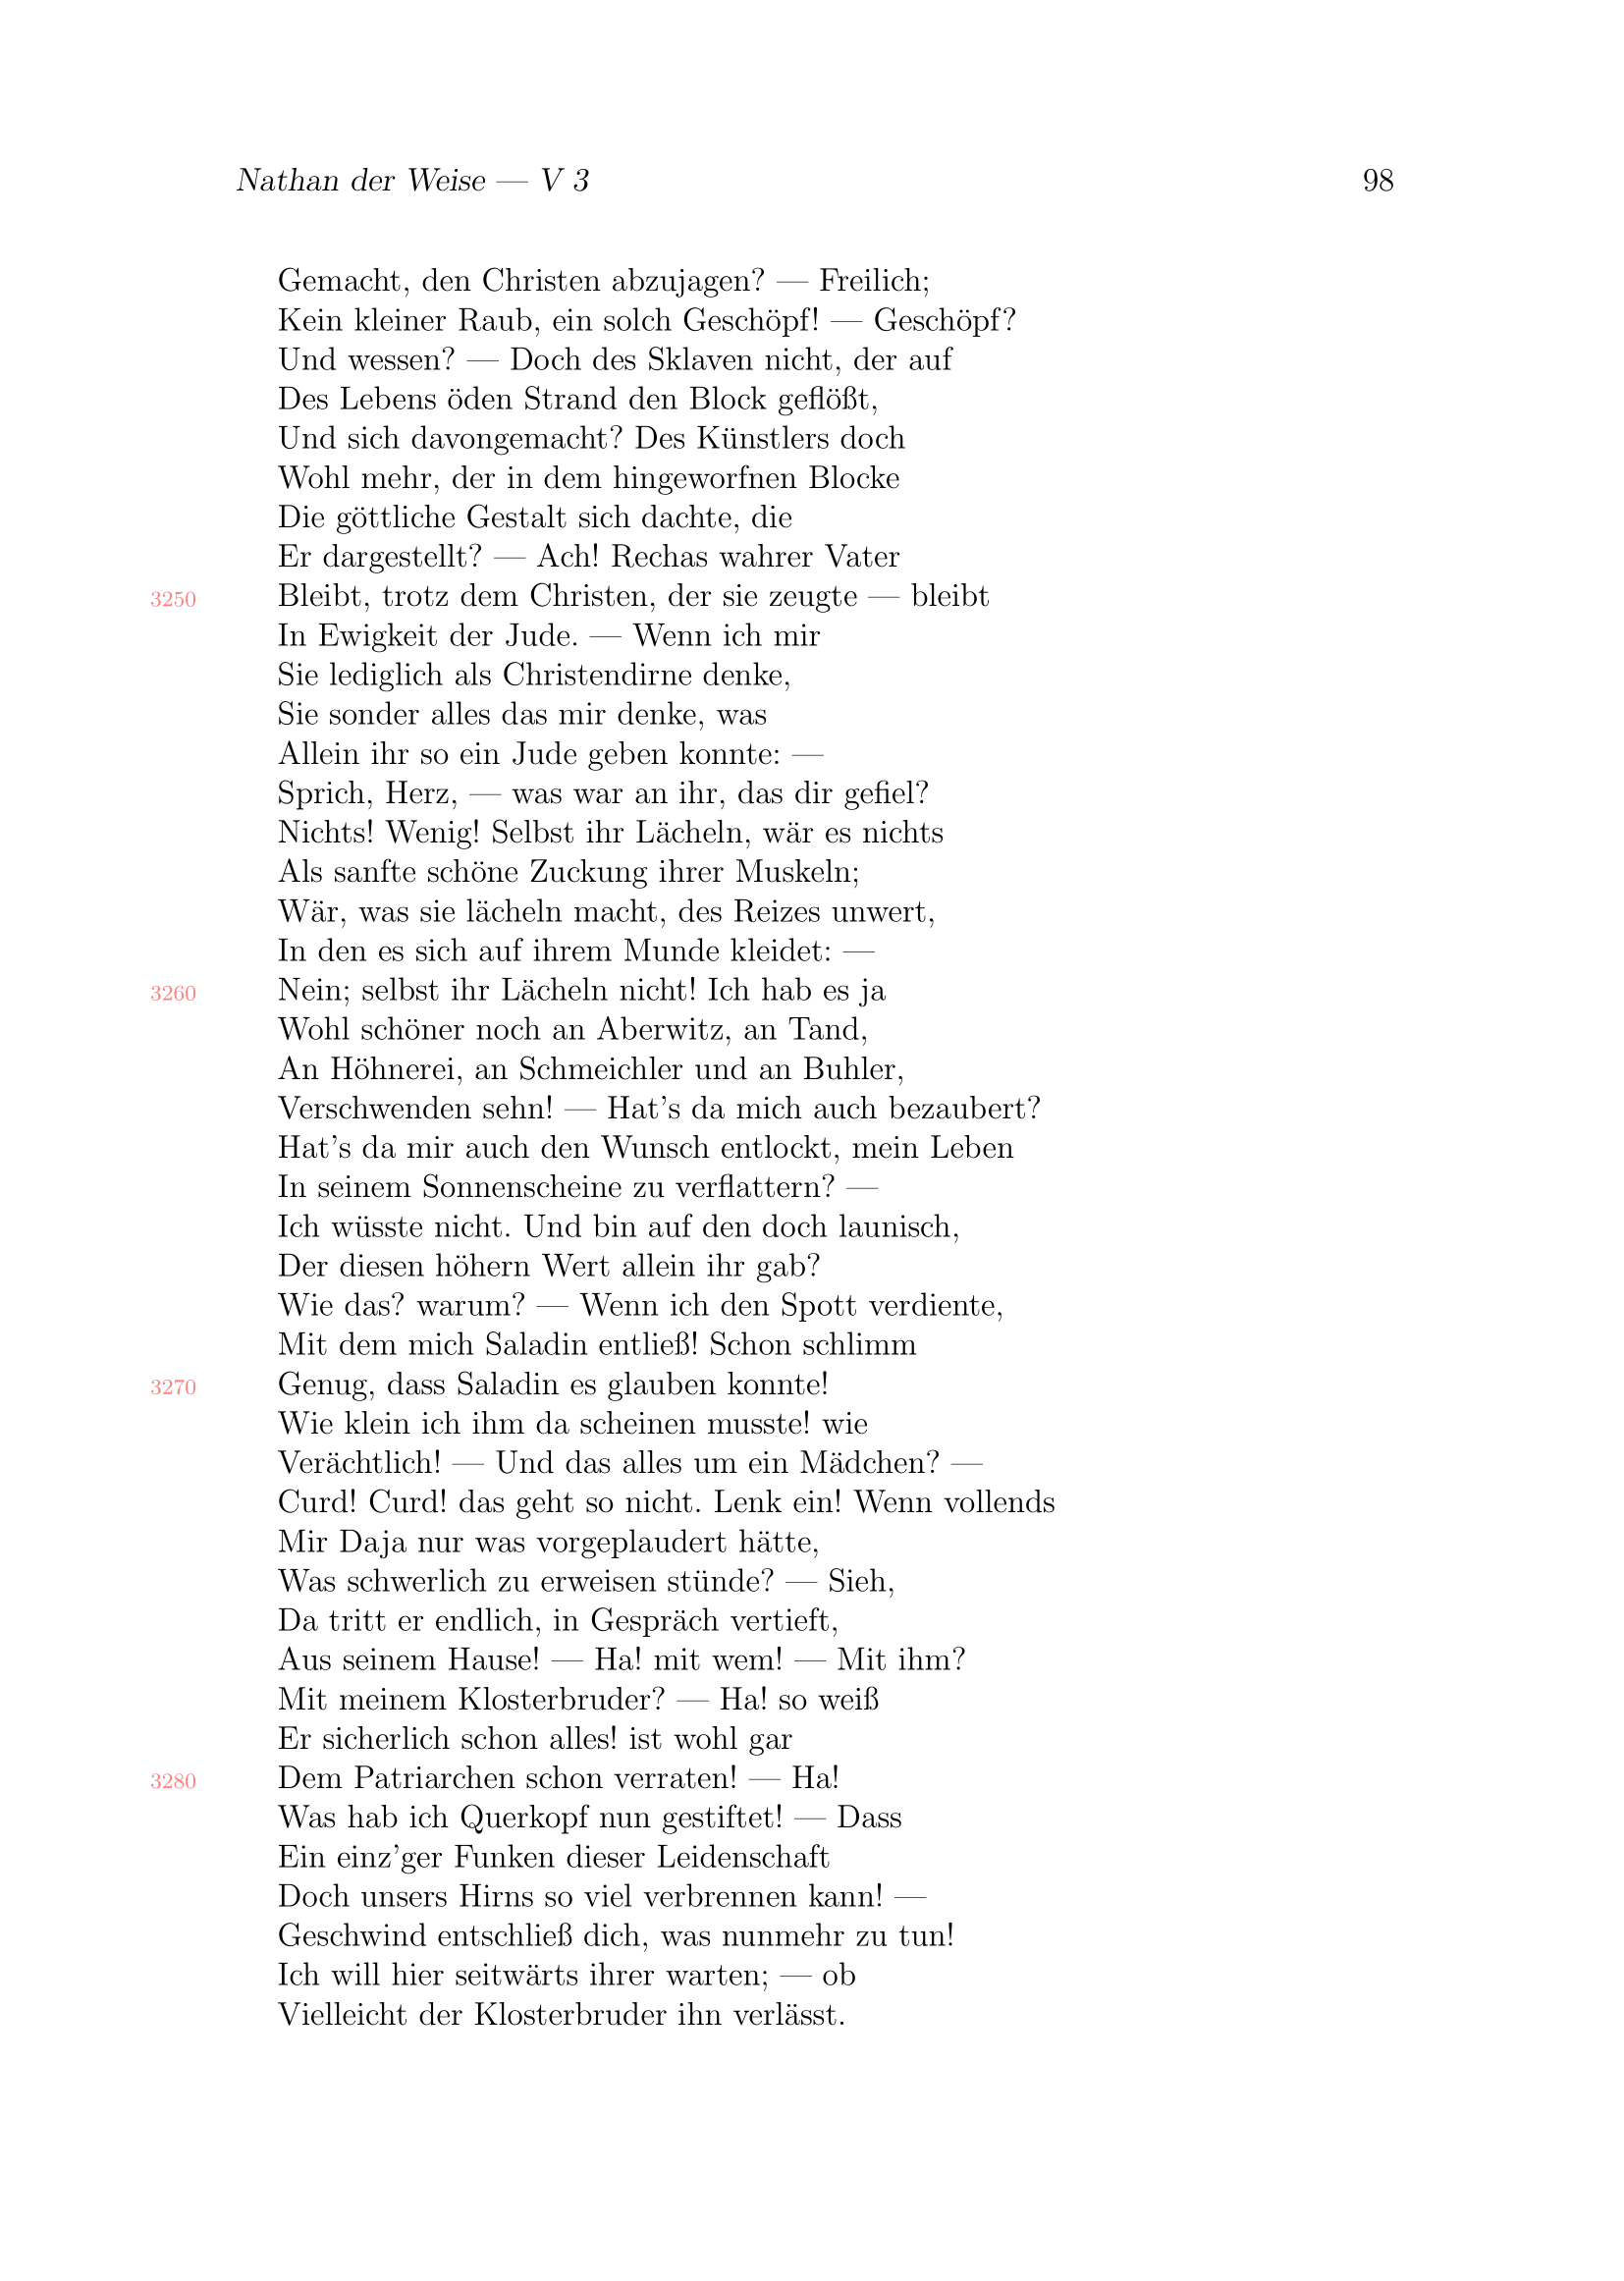 Nathan der Weise — V 3 98
Gemacht, den Christen abzujagen? — Freilich;
Kein kleiner Raub, ein solch Geschöpf! — Geschöpf?
Und wessen? — Doch des Sklaven nicht, der auf
Des Lebens öden Strand den Block geflößt,
Und sich davongemacht? Des Künstlers doch
Wohl mehr, der in dem hingeworfnen Blocke
Die göttliche Gestalt sich dachte, die
Er dargestellt? — Ach! Rechas wahrer Vater
3250 Bleibt, trotz dem Christen, der sie zeugte — bleibt
In Ewigkeit der Jude. — Wenn ich mir
Sie lediglich als Christendirne denke,
Sie sonder alles das mir denke, was
Allein ihr so ein Jude geben konnte: —
Sprich, Herz, — was war an ihr, das dir gefiel?
Nichts! Wenig! Selbst ihr Lächeln, wär es nichts
Als sanfte schöne Zuckung ihrer Muskeln;
Wär, was sie lächeln macht, des Reizes unwert,
In den es sich auf ihrem Munde kleidet: —
3260 Nein; selbst ihr Lächeln nicht! Ich hab es ja
Wohl schöner noch an Aberwitz, an Tand,
An Höhnerei, an Schmeichler und an Buhler,
Verschwenden sehn! — Hat's da mich auch bezaubert?
Hat's da mir auch den Wunsch entlockt, mein Leben
In seinem Sonnenscheine zu verflattern? —
Ich wüsste nicht. Und bin auf den doch launisch,
Der diesen höhern Wert allein ihr gab?
Wie das? warum? — Wenn ich den Spott verdiente,
Mit dem mich Saladin entließ! Schon schlimm
3270 Genug, dass Saladin es glauben konnte!
Wie klein ich ihm da scheinen musste! wie
Verächtlich! — Und das alles um ein Mädchen? —
Curd! Curd! das geht so nicht. Lenk ein! Wenn vollends
Mir Daja nur was vorgeplaudert hätte,
Was schwerlich zu erweisen stünde? — Sieh,
Da tritt er endlich, in Gespräch vertieft,
Aus seinem Hause! — Ha! mit wem! — Mit ihm?
Mit meinem Klosterbruder? — Ha! so weiß
Er sicherlich schon alles! ist wohl gar
3280 Dem Patriarchen schon verraten! — Ha!
Was hab ich Querkopf nun gestiftet! — Dass
Ein einz'ger Funken dieser Leidenschaft
Doch unsers Hirns so viel verbrennen kann! —
Geschwind entschließ dich, was nunmehr zu tun!
Ich will hier seitwärts ihrer warten; — ob
Vielleicht der Klosterbruder ihn verlässt.